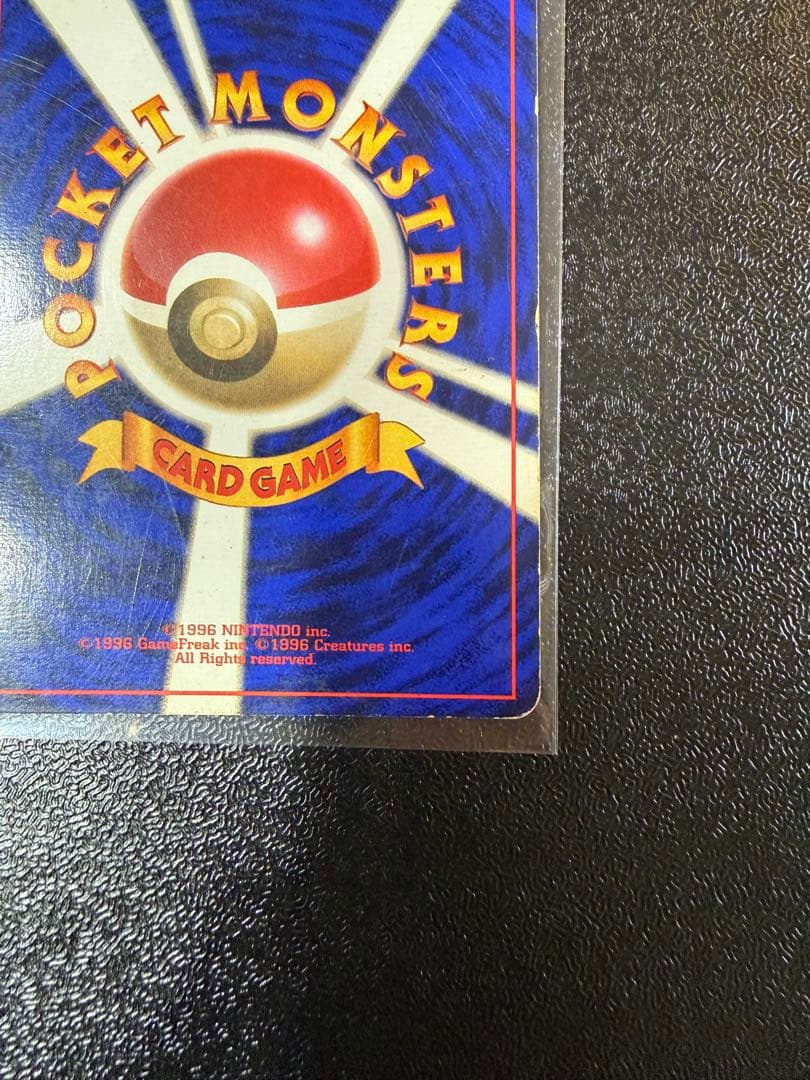 POCKET MONSTERS
CARD GAME
©1996 NINTENDO inc.
©1996 GameFreak inc. ©1996 Creatures inc.
All Rights reserved.